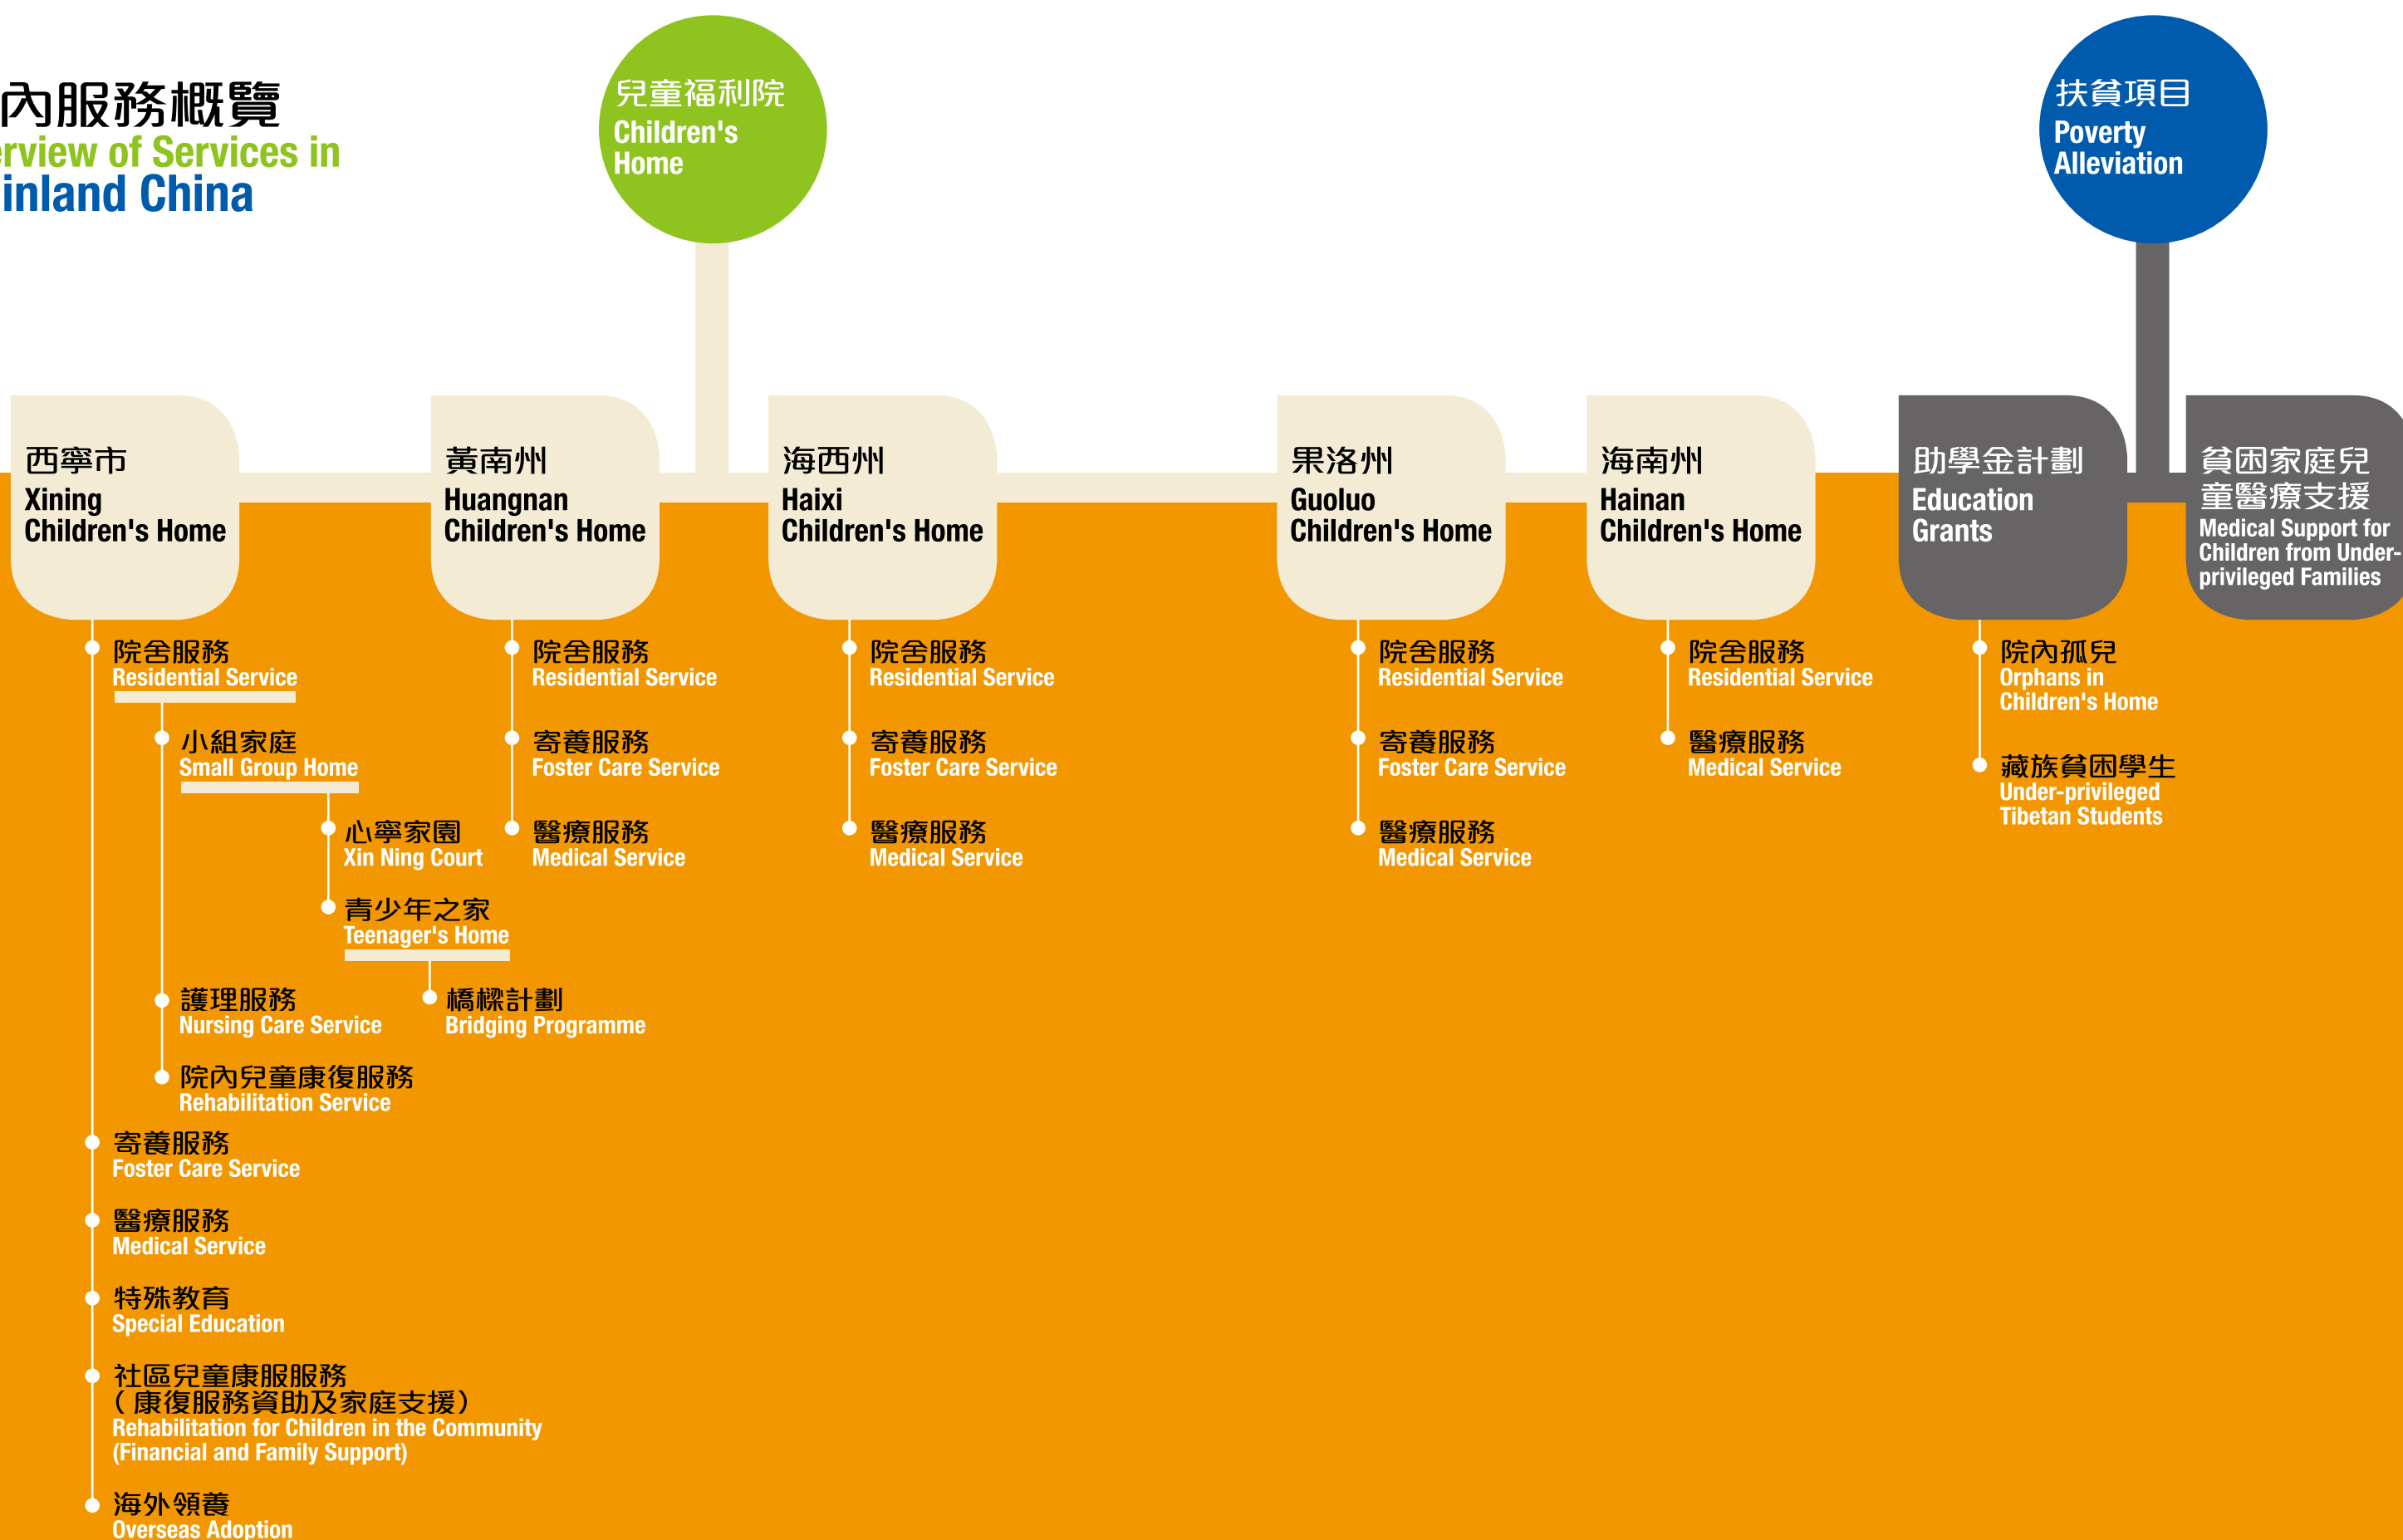 內服務概覽
erview of Services in
inland China
兒童福利院
Children's
Home
扶貧項目
Poverty
Alleviation
西寧市
Xining
Children's Home
院舍服務
Residential Service
小組家庭
Small Group Home
心寧家園
Xin Ning Court
青少年之家
Teenager's Home
橋樑計劃
Bridging Programme
護理服務
Nursing Care Service
院內兒童康復服務
Rehabilitation Service
寄養服務
Foster Care Service
醫療服務
Medical Service
特殊教育
Special Education
社區兒童康服服務
（康復服務資助及家庭支援）
Rehabilitation for Children in the Community
(Financial and Family Support)
海外領養
Overseas Adoption
黃南州
Huangnan
Children's Home
院舍服務
Residential Service
寄養服務
Foster Care Service
醫療服務
Medical Service
海西州
Haixi
Children's Home
院舍服務
Residential Service
寄養服務
Foster Care Service
醫療服務
Medical Service
果洛州
Guoluo
Children's Home
院舍服務
Residential Service
寄養服務
Foster Care Service
醫療服務
Medical Service
海南州
Hainan
Children's Home
院舍服務
Residential Service
醫療服務
Medical Service
助學金計劃
Education
Grants
院內孤兒
Orphans in
Children's Home
藏族貧困學生
Under-privileged
Tibetan Students
貧困家庭兒
童醫療支援
Medical Support for
Children from Under-
privileged Families